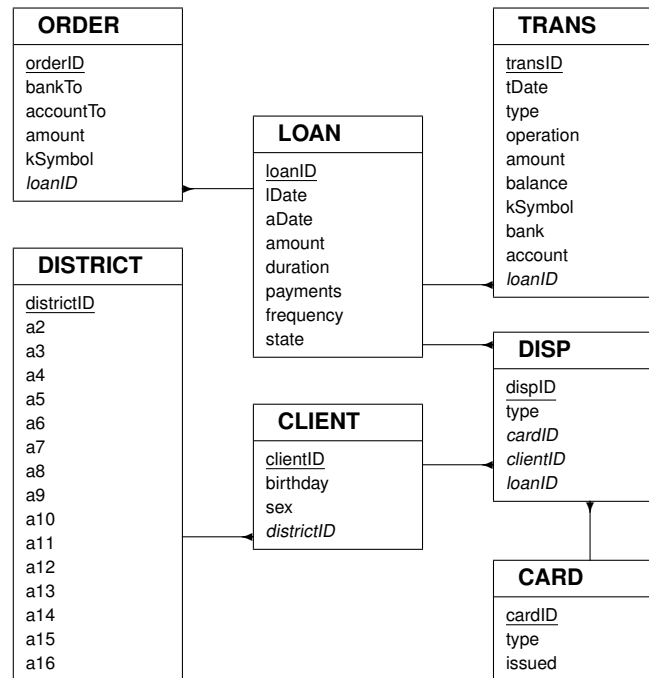 ORDER
orderID
bankTo
accountTo
amount
kSymbol
loanID
TRANS
transID
tDate
type
operation
amount
balance
kSymbol
bank
account
loanID
LOAN
loanID
lDate
aDate
amount
duration
payments
frequency
state
DISTRICT
districtID
a2
a3
a4
a5
a6
a7
a8
a9
a10
a11
a12
a13
a14
a15
a16
DISP
dispID
type
cardID
clientID
loanID
CLIENT
clientID
birthday
sex
districtID
CARD
cardID
type
issued